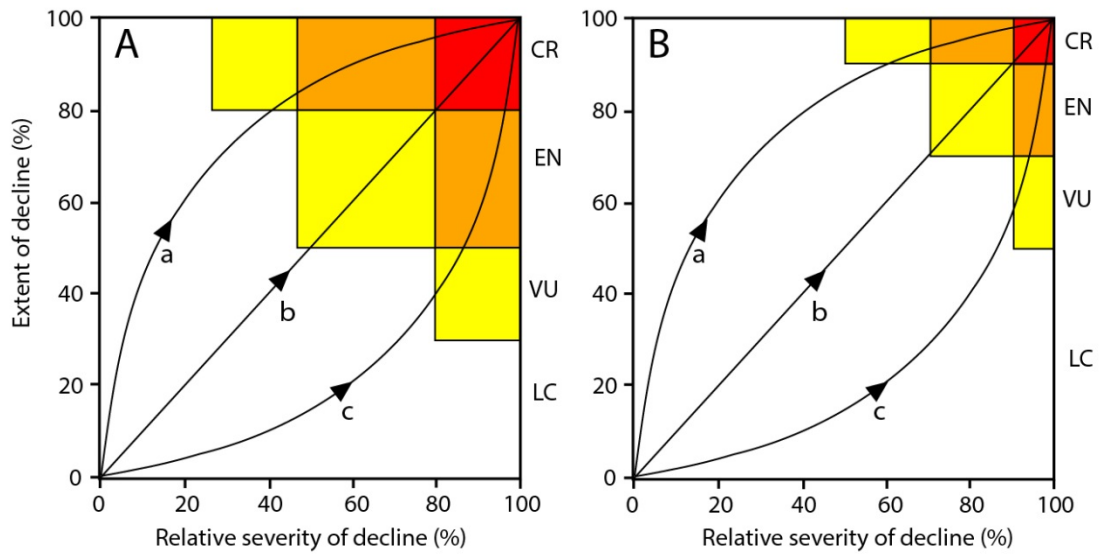 A
Extent of decline (%)
100
80
60
40
20
0
a
b
c
CR
EN
VU
LC
0 20 40 60 80 100
Relative severity of decline (%)
B
100
80
60
40
20
0
a
b
c
CR
EN
VU
LC
0 20 40 60 80 100
Relative severity of decline (%)